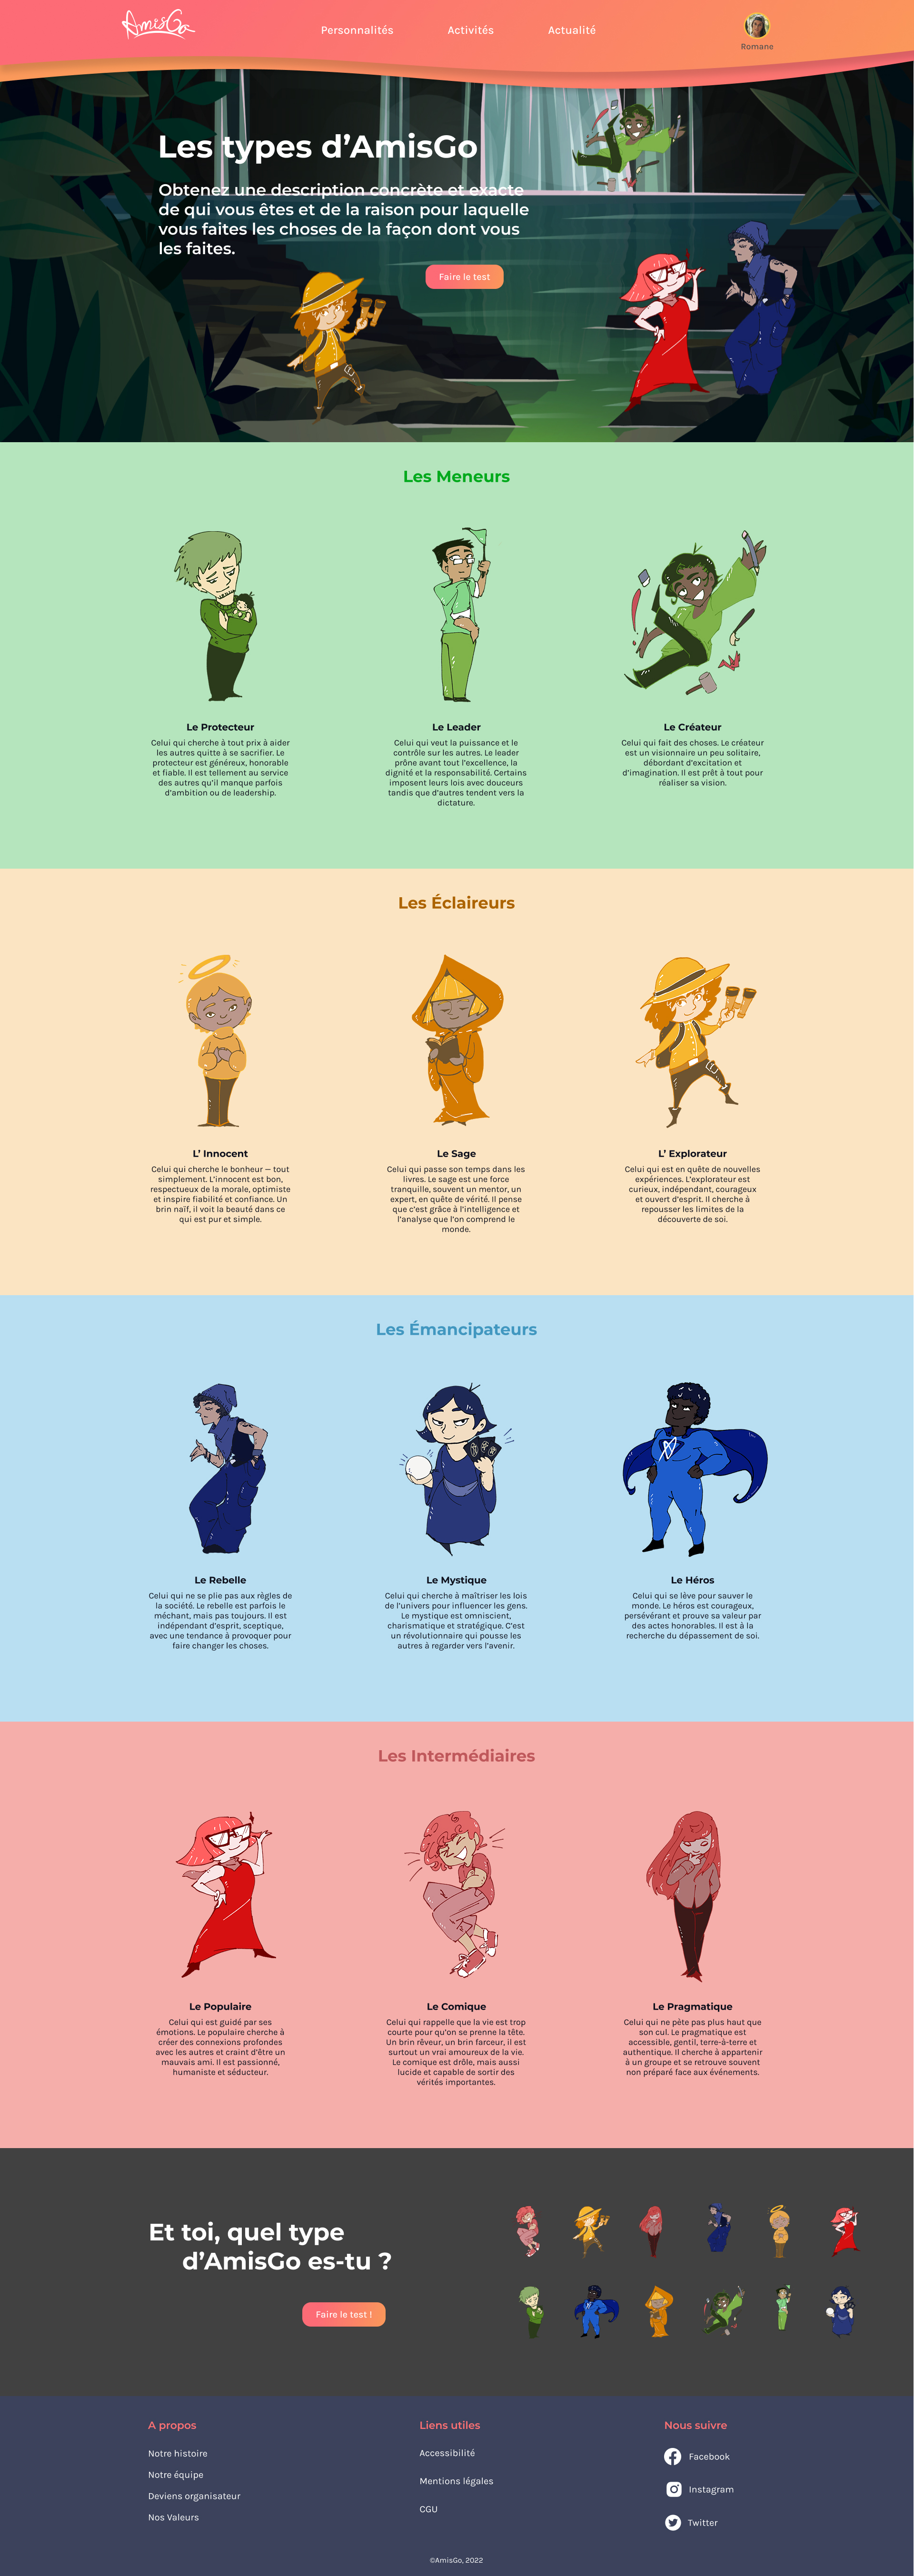 AmisGo
Personnalités
Activités
Actualité
Romane
Les types d’AmisGo
Obtenez une description concrète et exacte
de qui vous êtes et de la raison pour laquelle
vous faites les choses de la façon dont vous
les faites.
Faire le test
Les Meneurs
Le Protecteur
Celui qui cherche à tout prix à aider
les autres quitte à se sacrifier. Le
protecteur est généreux, honorable
et fiable. Il est tellement au service
des autres qu’il manque parfois
d’ambition ou de leadership.
Le Leader
Celui qui veut la puissance et le
contrôle sur les autres. Le leader
prône avant tout l’excellence, la
dignité et la responsabilité. Certains
imposent leurs lois avec douceurs
tandis que d’autres tendent vers la
dictature.
Le Créateur
Celui qui fait des choses. Le créateur
est un visionnaire un peu solitaire,
débordant d’excitation et
d’imagination. Il est prêt à tout pour
réaliser sa vision.
Les Éclaireurs
L’ Innocent
Celui qui cherche le bonheur — tout
simplement. L’innocent est bon,
respectueux de la morale, optimiste
et inspire fiabilité et confiance. Un
brin naïf, il voit la beauté dans ce
qui est pur et simple.
Le Sage
Celui qui passe son temps dans les
livres. Le sage est une force
tranquille, souvent un mentor, un
expert, en quête de vérité. Il pense
que c’est grâce à l’intelligence et
l’analyse que l’on comprend le
monde.
L’ Explorateur
Celui qui est en quête de nouvelles
expériences. L’explorateur est
curieux, indépendant, courageux
et ouvert d’esprit. Il cherche à
repousser les limites de la
découverte de soi.
Les Émancipateurs
Le Rebelle
Celui qui ne se plie pas aux règles de
la société. Le rebelle est parfois le
méchant, mais pas toujours. Il est
indépendant d’esprit, sceptique,
avec une tendance à provoquer pour
faire changer les choses.
Le Mystique
Celui qui cherche à maîtriser les lois
de l’univers pour influencer les gens.
Le mystique est omniscient,
charismatique et stratégique. C’est
un révolutionnaire qui pousse les
autres à regarder vers l’avenir.
Le Héros
Celui qui se lève pour sauver le
monde. Le héros est courageux,
persévérant et prouve sa valeur par
des actes honorables. Il est à la
recherche du dépassement de soi.
Les Intermédiaires
Le Populaire
Celui qui est guidé par ses
émotions. Le populaire cherche à
créer des connexions profondes
avec les autres et craint d’être un
mauvais ami. Il est passionné,
humaniste et séducteur.
Le Comique
Celui qui rappelle que la vie est trop
courte pour qu’on se prenne la tête.
Un brin rêveur, un brin farceur, il est
surtout un vrai amoureux de la vie.
Le comique est drôle, mais aussi
lucide et capable de sortir des
vérités importantes.
Le Pragmatique
Celui qui ne pète pas plus haut que
son cul. Le pragmatique est
accessible, gentil, terre-à-terre et
authentique. Il cherche à appartenir
à un groupe et se retrouve souvent
non préparé face aux événements.
Et toi, quel type
d’AmisGo es-tu ?
Faire le test !
A propos
Notre histoire
Notre équipe
Deviens organisateur
Nos Valeurs
Liens utiles
Accessibilité
Mentions légales
CGU
Nous suivre
Facebook
Instagram
Twitter
©AmisGo, 2022